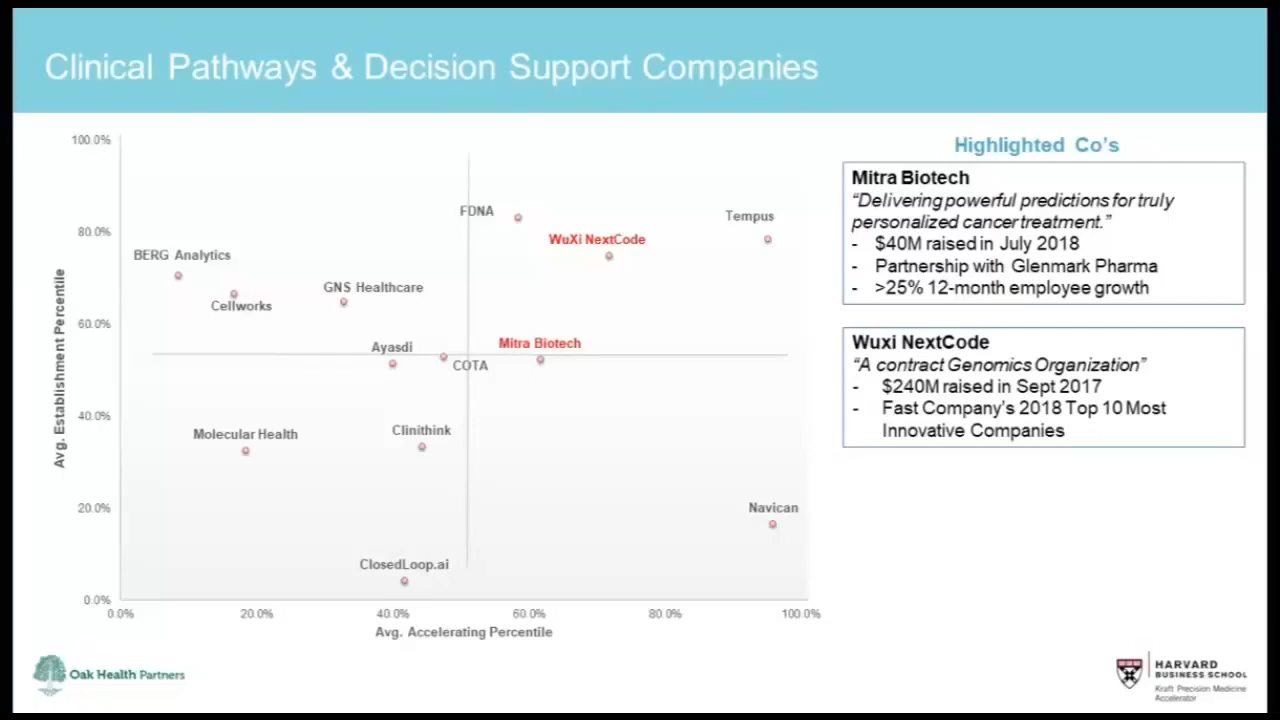 Clinical Pathways & Decision Support Companies
Highlighted Co's
Mitra Biotech
"Delivering powerful predictions for truly
personalized cancer treatment."
- $40M raised in July 2018
- Partnership with Glenmark Pharma
- >25% 12-month employee growth
Wuxi NextCode
"A contract Genomics Organization"
- $240M raised in Sept 2017
- Fast Company's 2018 Top 10 Most
Innovative Companies
Avg. Establishment Percentile
100.0%
80.0%
60.0%
40.0%
20.0%
0.0%
FDNA
Tempus
WuXi NextCode
BERG Analytics
GNS Healthcare
Cellworks
Ayasdi
Mitra Biotech
COTA
Clinithink
Molecular Health
Navican
ClosedLoop.ai
0.0% 20.0% 40.0% 60.0% 80.0% 100.0%
Avg. Accelerating Percentile
Oak Health Partners
HARVARD
BUSINESS SCHOOL
Kraft Precision Medicine
Accelerator